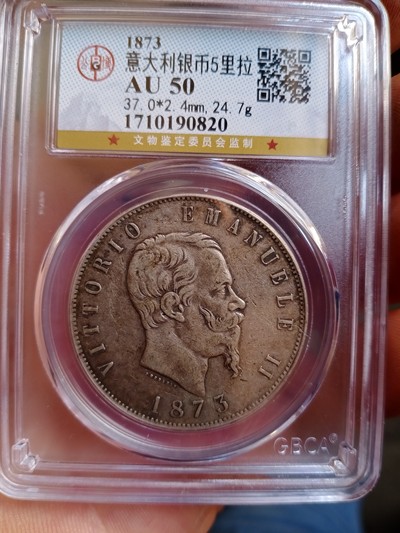 1873
意大利银币5里拉
AU 50
37.0*2.4mm,24.7g
1710190820
★ 文物鉴定委员会监制 ★
VITTORIO EMANUELE II
1873
GBCA®